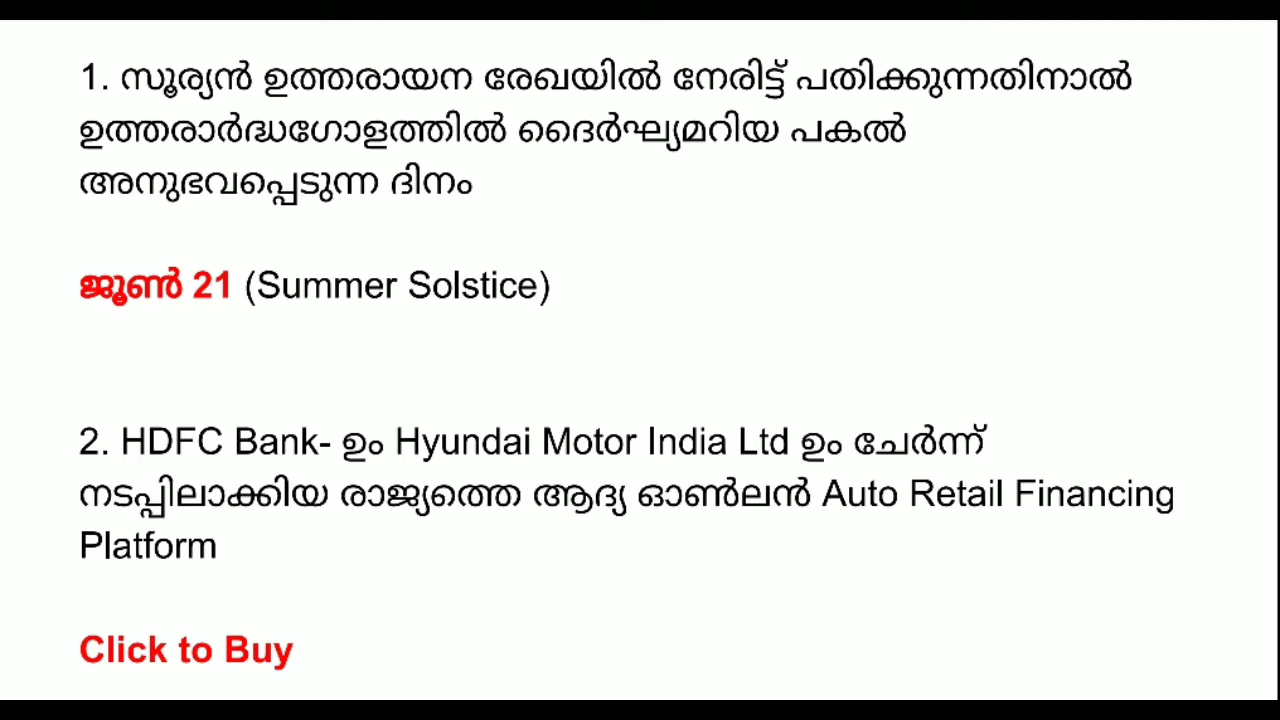 1. സൂര്യൻ ഉത്തരായന രേഖയിൽ നേരിട്ട് പതിക്കുന്നതിനാൽ
ഉത്തരാർദ്ധഗോളത്തിൽ ദൈർഘ്യമറിയ പകൽ
അനുഭവപ്പെടുന്ന ദിനം
ജൂൺ 21 (Summer Solstice)
2. HDFC Bank- ഉം Hyundai Motor India Ltd ഉം ചേർന്ന്
നടപ്പിലാക്കിയ രാജ്യത്തെ ആദ്യ ഓൺലൻ Auto Retail Financing
Platform
Click to Buy